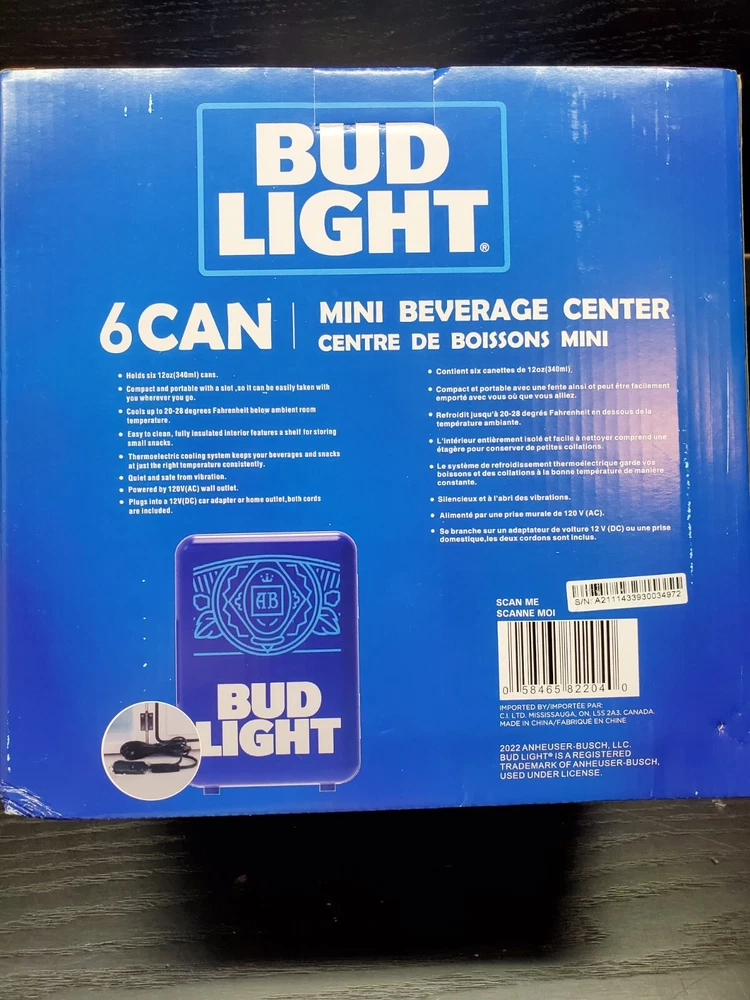 BUD
LIGHT®
6 CAN
MINI BEVERAGE CENTER
CENTRE DE BOISSONS MINI
• Holds six 12oz(340ml) cans.
• Compact and portable with a slot ,so it can be easily taken with
you wherever you go.
• Cools up to 20-28 degrees Fahrenheit below ambient room
temperature.
• Easy to clean, fully insulated interior features a shelf for storing
small snacks.
• Thermoelectric cooling system keeps your beverages and snacks
at just the right temperature consistently.
• Quiet and safe from vibration.
• Powered by 120V(AC) wall outlet.
• Plugs into a 12V(DC) car adapter or home outlet,both cords
are included.
• Contient six canettes de 12oz(340ml).
• Compact et portable avec une fente ainsi ot peut être facilement
emporté avec vous où que vous alliez.
• Refroidit jusqu'à 20-28 degrés Fahrenheit en dessous de la
température ambiante.
• L'intérieur entièrement isolé et facile à nettoyer comprend une
étagère pour conserver de petites collations.
• Le système de refroidissement thermoélectrique garde vos
boissons et des collations à la bonne température de manière
constante.
• Silencieux et à l'abri des vibrations.
• Alimenté par une prise murale de 120 V (AC).
• Se branche sur un adaptateur de voiture 12 V (DC) ou une prise
domestique,les deux cordons sont inclus.
AB
BUD
LIGHT
SCAN ME
SCANNE MOI
S/N: A2111433930034972
0 58465 82204 0
IMPORTED BY/IMPORTÉE PAR:
C.I. LTD. MISSISSAUGA, ON, L5S 2A3, CANADA.
MADE IN CHINA/FABRIQUÉ EN CHINE
2022 ANHEUSER-BUSCH, LLC.
BUD LIGHT® IS A REGISTERED
TRADEMARK OF ANHEUSER-BUSCH,
USED UNDER LICENSE.